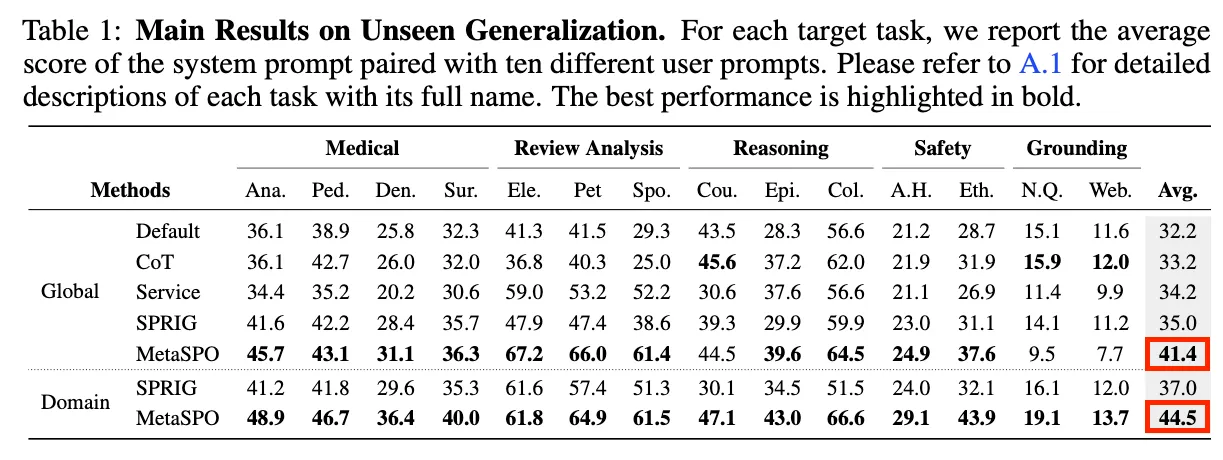 Table 1: Main Results on Unseen Generalization. For each target task, we report the average
score of the system prompt paired with ten different user prompts. Please refer to A.1 for detailed
descriptions of each task with its full name. The best performance is highlighted in bold.
Medical Review Analysis Reasoning Safety Grounding
Methods Ana. Ped. Den. Sur. Ele. Pet Spo. Cou. Epi. Col. A.H. Eth. N.Q. Web. Avg.
Default 36.1 38.9 25.8 32.3 41.3 41.5 29.3 43.5 28.3 56.6 21.2 28.7 15.1 11.6 32.2
CoT 36.1 42.7 26.0 32.0 36.8 40.3 25.0 45.6 37.2 62.0 21.9 31.9 15.9 12.0 33.2
Global Service 34.4 35.2 20.2 30.6 59.0 53.2 52.2 30.6 37.6 56.6 21.1 26.9 11.4 9.9 34.2
SPRIG 41.6 42.2 28.4 35.7 47.9 47.4 38.6 39.3 29.9 59.9 23.0 31.1 14.1 11.2 35.0
MetaSPO 45.7 43.1 31.1 36.3 67.2 66.0 61.4 44.5 39.6 64.5 24.9 37.6 9.5 7.7 41.4
Domain SPRIG 41.2 41.8 29.6 35.3 61.6 57.4 51.3 30.1 34.5 51.5 24.0 32.1 16.1 12.0 37.0
MetaSPO 48.9 46.7 36.4 40.0 61.8 64.9 61.5 47.1 43.0 66.6 29.1 43.9 19.1 13.7 44.5